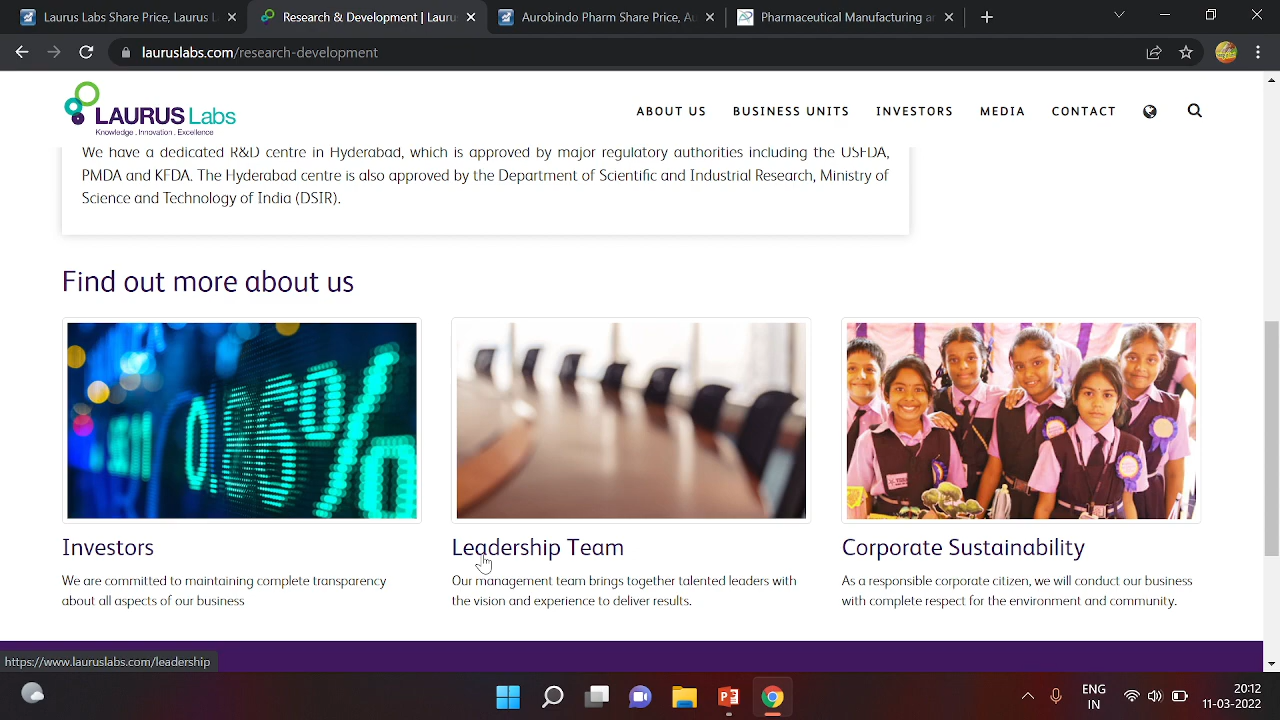 Laurus Labs Share Price, Laurus L
Research & Development | Lauru
Aurobindo Pharm Share Price, Au
Pharmaceutical Manufacturing ar
lauruslabs.com/research-development
LAURUS Labs
Knowledge . Innovation . Excellence
ABOUT US
BUSINESS UNITS
INVESTORS
MEDIA
CONTACT
We have a dedicated R&D centre in Hyderabad, which is approved by major regulatory authorities including the USFDA,
PMDA and KFDA. The Hyderabad centre is also approved by the Department of Scientific and Industrial Research, Ministry of
Science and Technology of India (DSIR).
Find out more about us
Investors
We are committed to maintaining complete transparency
about all aspects of our business
Leadership Team
Our management team brings together talented leaders with
the vision and experience to deliver results.
Corporate Sustainability
As a responsible corporate citizen, we will conduct our business
with complete respect for the environment and community.
https://www.lauruslabs.com/leadership
ENG
IN
20:12
11-03-2022